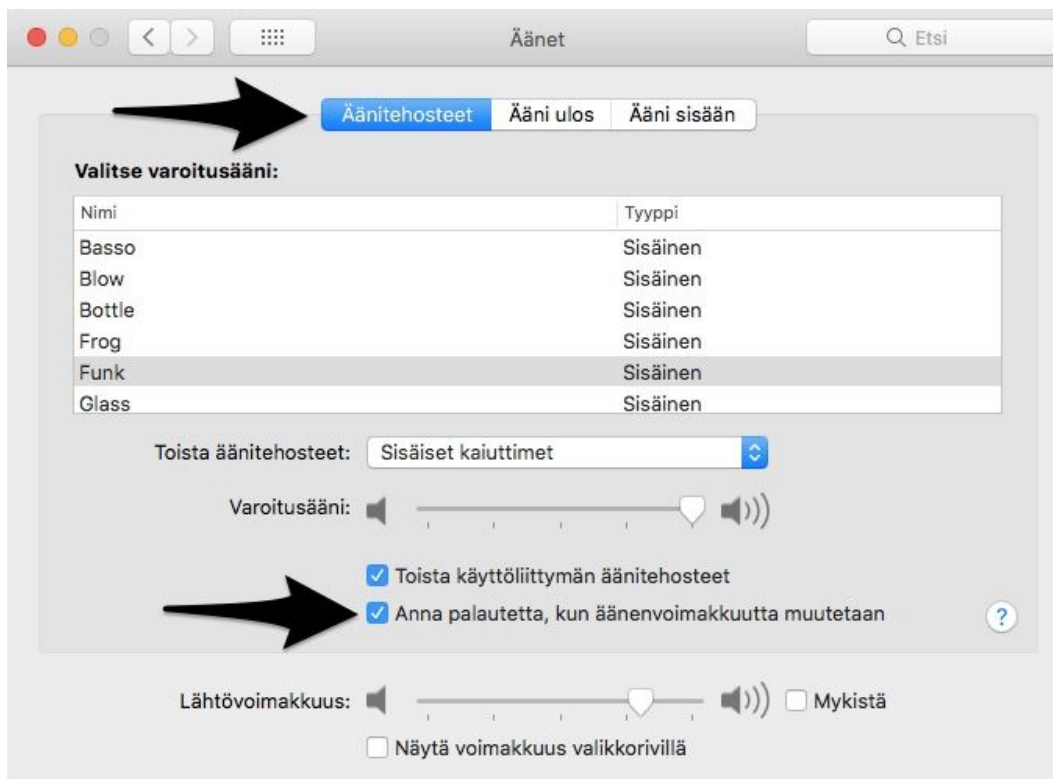 Äänet
Etsi
Äänitehosteet Ääni ulos Ääni sisään
Valitse varoitusääni:
Nimi Tyyppi
Basso Sisäinen
Blow Sisäinen
Bottle Sisäinen
Frog Sisäinen
Funk Sisäinen
Glass Sisäinen
Toista äänitehosteet: Sisäiset kaiuttimet
Varoitusääni:
Toista käyttöliittymän äänitehosteet
Anna palautetta, kun äänenvoimakkuutta muutetaan ?
Lähtövoimakkuus: Mykistä
Näytä voimakkuus valikkorivillä